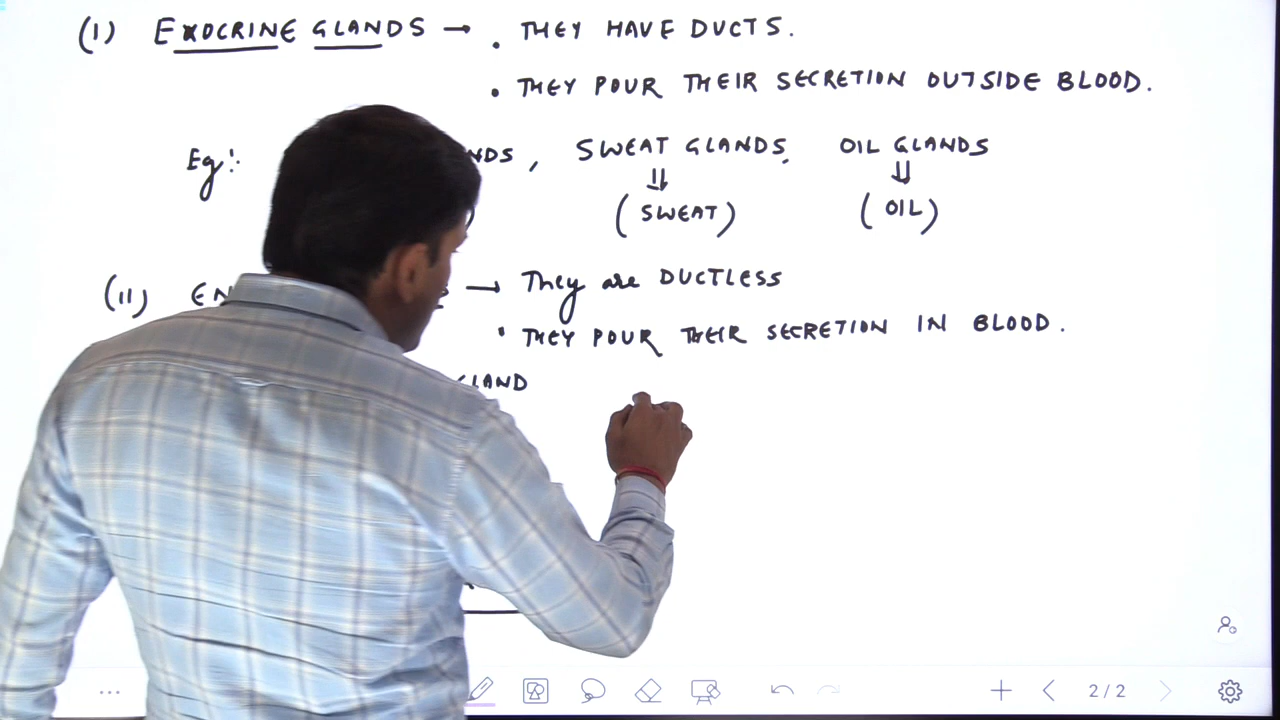 (I) EXOCRINE GLANDS → • THEY HAVE DUCTS.
• THEY POUR THEIR SECRETION OUTSIDE BLOOD.
Eg: , SWEAT GLANDS, OIL GLANDS
(SWEAT) (OIL)
(II) → They are DUCTLESS
• THEY POUR THEIR SECRETION IN BLOOD.
GLAND
2/2